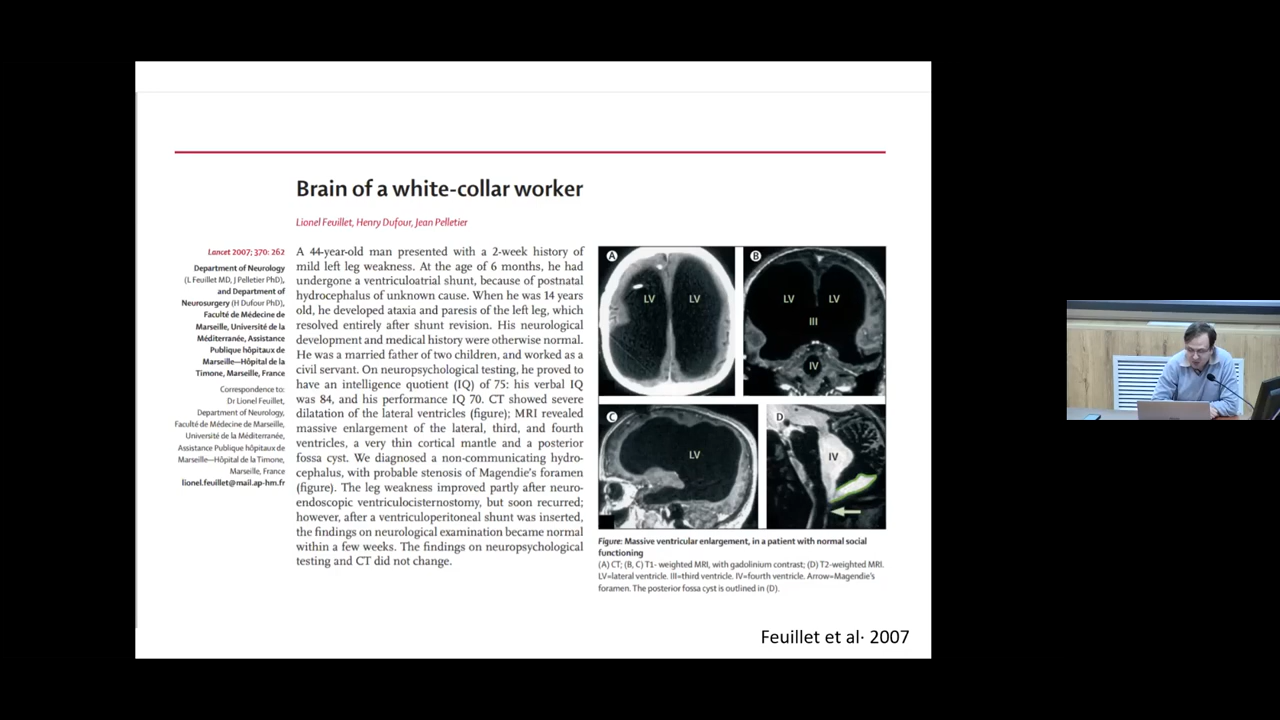 Brain of a white-collar worker
Lionel Feuillet, Henry Dufour, Jean Pelletier
Lancet 2007; 370: 262
Department of Neurology
(L Feuillet MD, J Pelletier PhD),
and Department of
Neurosurgery (H Dufour PhD),
Faculté de Médecine de
Marseille, Université de la
Méditerranée, Assistance
Publique hôpitaux de
Marseille—Hôpital de la
Timone, Marseille, France
Correspondence to:
Dr Lionel Feuillet,
Department of Neurology,
Faculté de Médecine de Marseille,
Université de la Méditerranée,
Assistance Publique hôpitaux de
Marseille—Hôpital de la Timone,
Marseille, France
lionel.feuillet@mail.ap-hm.fr
A 44-year-old man presented with a 2-week history of
mild left leg weakness. At the age of 6 months, he had
undergone a ventriculoatrial shunt, because of postnatal
hydrocephalus of unknown cause. When he was 14 years
old, he developed ataxia and paresis of the left leg, which
resolved entirely after shunt revision. His neurological
development and medical history were otherwise normal.
He was a married father of two children, and worked as a
civil servant. On neuropsychological testing, he proved to
have an intelligence quotient (IQ) of 75: his verbal IQ
was 84, and his performance IQ 70. CT showed severe
dilatation of the lateral ventricles (figure); MRI revealed
massive enlargement of the lateral, third, and fourth
ventricles, a very thin cortical mantle and a posterior
fossa cyst. We diagnosed a non-communicating hydro-
cephalus, with probable stenosis of Magendie's foramen
(figure). The leg weakness improved partly after neuro-
endoscopic ventriculocisternostomy, but soon recurred;
however, after a ventriculoperitoneal shunt was inserted,
the findings on neurological examination became normal
within a few weeks. The findings on neuropsychological
testing and CT did not change.
A
LV LV
B
LV LV
III
IV
C
LV
D
IV
Figure: Massive ventricular enlargement, in a patient with normal social
functioning
(A) CT; (B, C) T1- weighted MRI, with gadolinium contrast; (D) T2-weighted MRI.
LV=lateral ventricle. III=third ventricle. IV=fourth ventricle. Arrow=Magendie's
foramen. The posterior fossa cyst is outlined in (D).
Feuillet et al· 2007